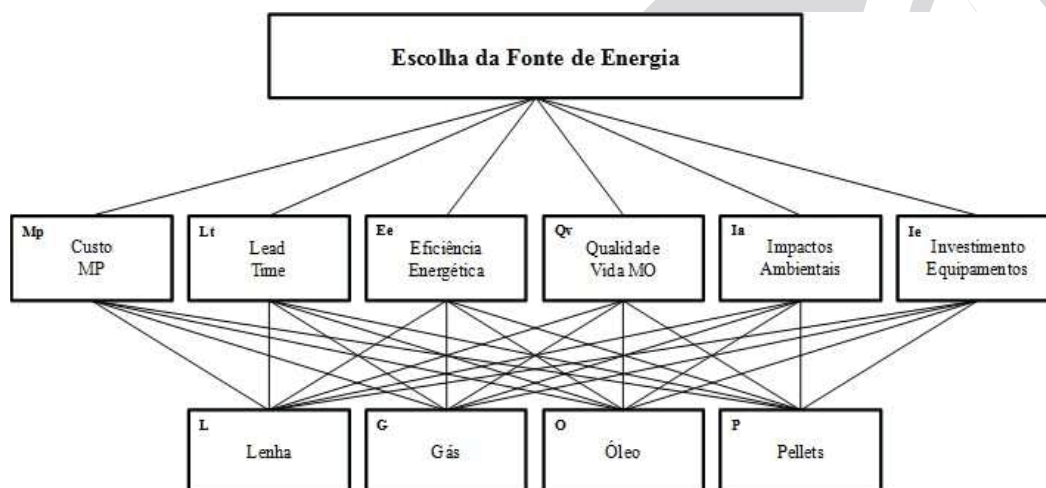 Escolha da Fonte de Energia
Mp
Custo
MP
Lt
Lead
Time
Ee
Eficiência
Energética
Qv
Qualidade
Vida MO
Ia
Impactos
Ambientais
Ie
Investimento
Equipamentos
L
Lenha
G
Gás
O
Óleo
P
Pellets